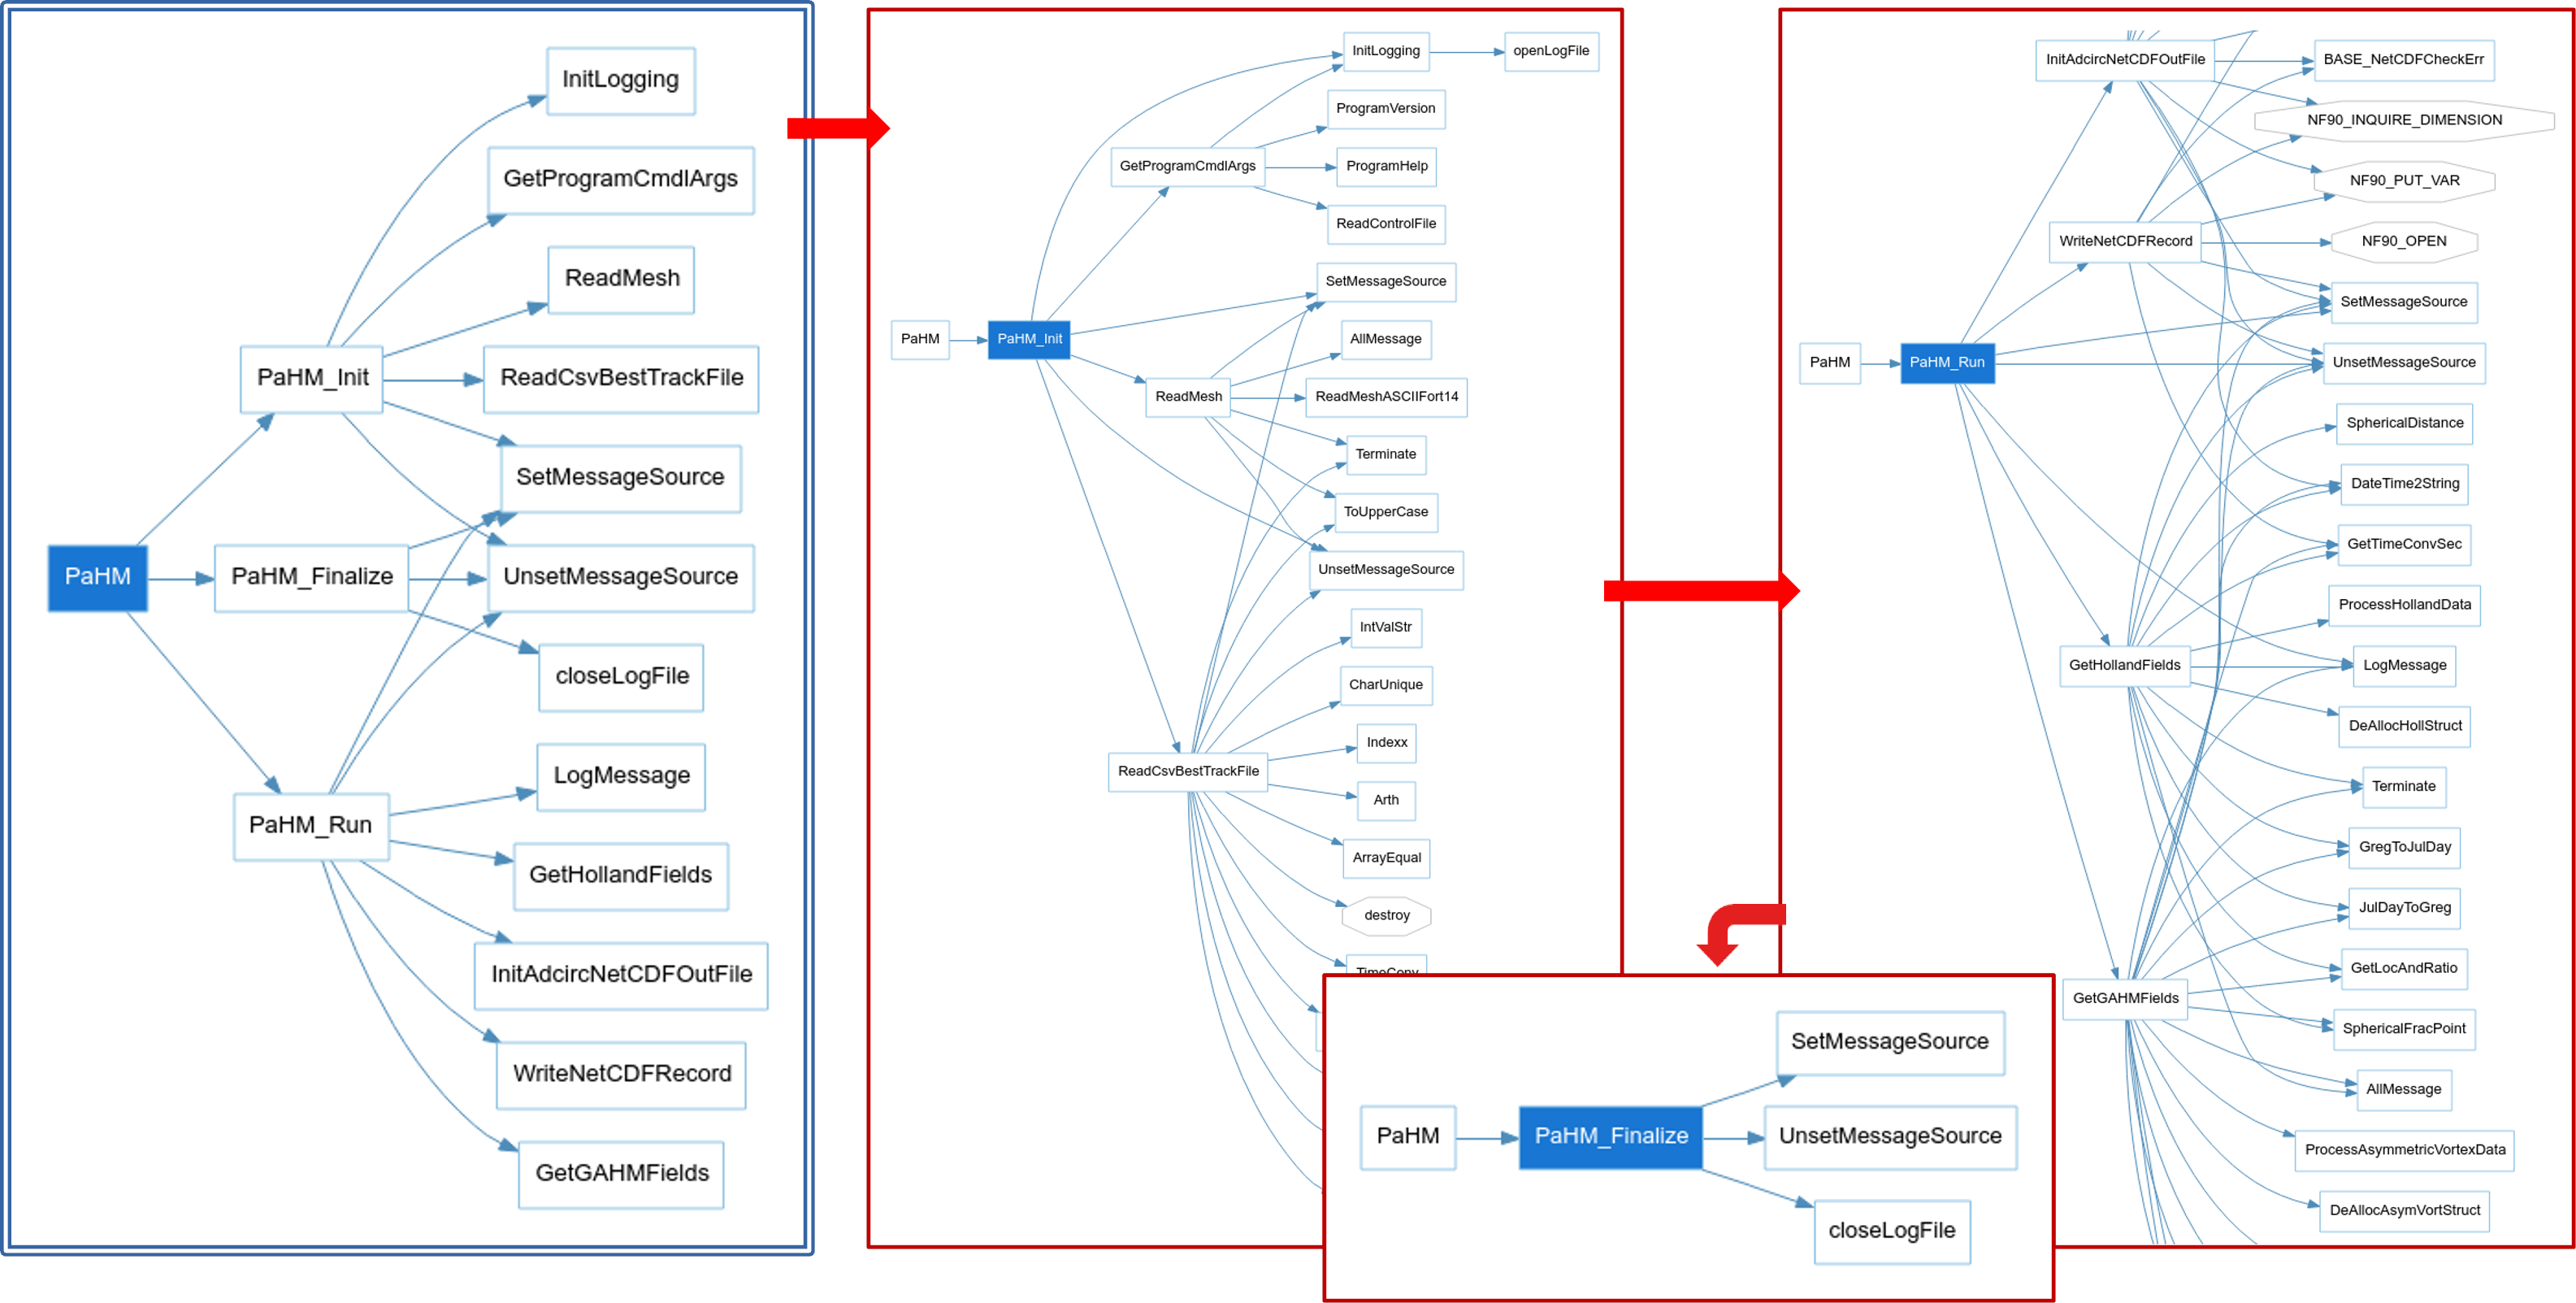 InitLogging
GetProgramCmdlArgs
ReadMesh
PaHM_Init
ReadCsvBestTrackFile
SetMessageSource
PaHM
PaHM_Finalize
UnsetMessageSource
closeLogFile
LogMessage
PaHM_Run
GetHollandFields
InitAdcircNetCDFOutFile
WriteNetCDFRecord
GetGAHMFields
InitLogging
openLogFile
ProgramVersion
GetProgramCmdlArgs
ProgramHelp
ReadControlFile
SetMessageSource
PaHM
PaHM_Init
AllMessage
ReadMesh
ReadMeshASCIIFort14
Terminate
ToUpperCase
UnsetMessageSource
IntValStr
CharUnique
Indexx
ReadCsvBestTrackFile
Arth
ArrayEqual
destroy
TimeConv
InitAdcircNetCDFOutFile
BASE_NetCDFCheckErr
NF90_INQUIRE_DIMENSION
NF90_PUT_VAR
WriteNetCDFRecord
NF90_OPEN
SetMessageSource
PaHM
PaHM_Run
UnsetMessageSource
SphericalDistance
DateTime2String
GetTimeConvSec
ProcessHollandData
GetHollandFields
LogMessage
DeAllocHollStruct
Terminate
GregToJulDay
JulDayToGreg
GetLocAndRatio
GetGAHMFields
SphericalFracPoint
AllMessage
ProcessAsymmetricVortexData
DeAllocAsymVortStruct
SetMessageSource
PaHM
PaHM_Finalize
UnsetMessageSource
closeLogFile